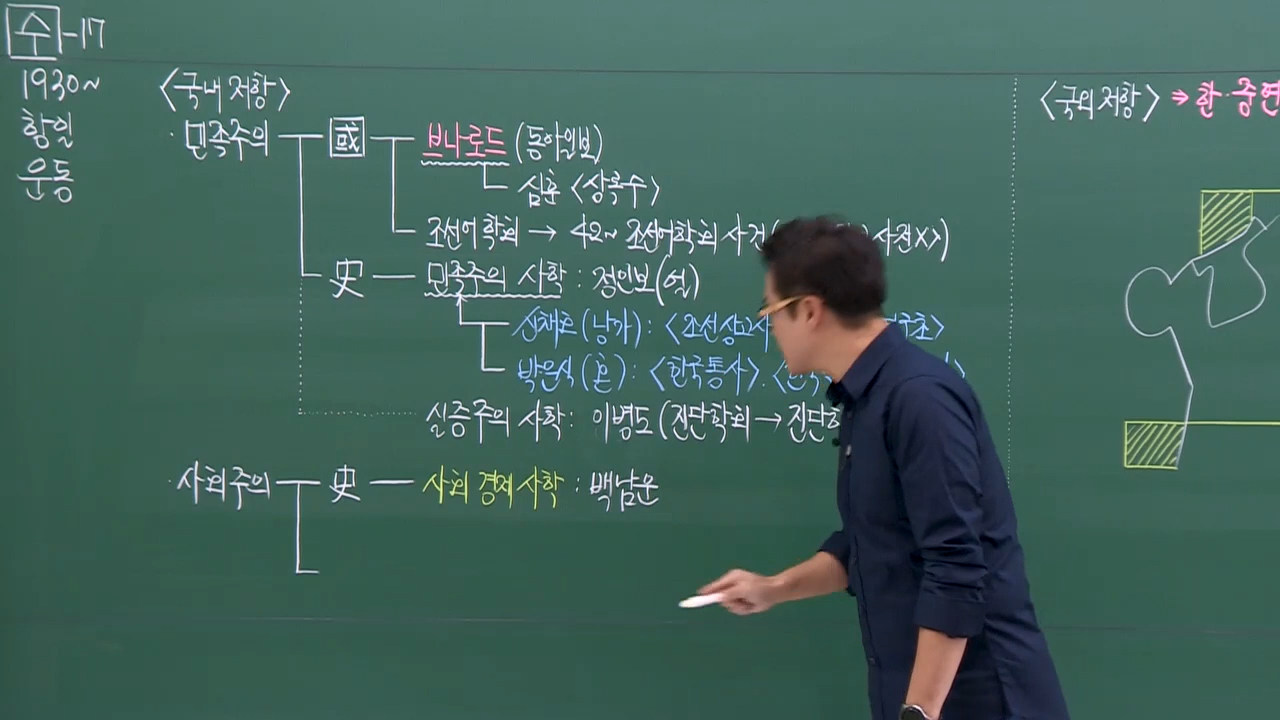 수-17
1930~
항일
운동
〈국내 저항〉
· 민족주의 國 브나로드 (동아일보)
심훈 〈상록수〉
조선어학회 → 42~ 조선어학회 사건( 사전X〉)
史 민족주의 사학 : 정인보(얼)
신채호(낭가) : 〈조선상고사
박은식(혼) : 〈한국통사〉.〈
실증주의 사학 : 이병도 (진단학회 → 진단
· 사회주의 史 사회 경제 사학 : 백남운
〈국외 저항〉 → 한·중연